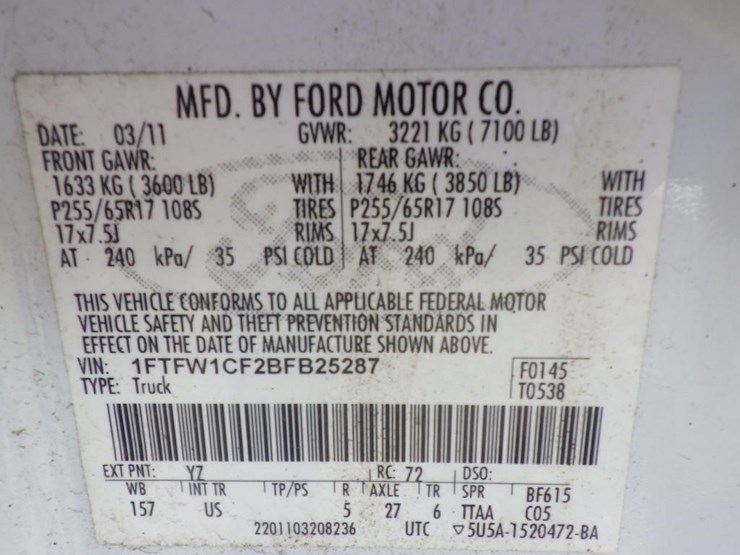 MFD. BY FORD MOTOR CO.
DATE: 03/11 GVWR: 3221 KG ( 7100 LB)
FRONT GAWR: REAR GAWR:
1633 KG ( 3600 LB) WITH 1746 KG ( 3850 LB) WITH
P255/65R17 108S TIRES P255/65R17 108S TIRES
17x7.5J RIMS 17x7.5J RIMS
AT 240 kPa/ 35 PSI COLD AT 240 kPa/ 35 PSI COLD
THIS VEHICLE CONFORMS TO ALL APPLICABLE FEDERAL MOTOR
VEHICLE SAFETY AND THEFT PREVENTION STANDARDS IN
EFFECT ON THE DATE OF MANUFACTURE SHOWN ABOVE.
VIN: 1FTFW1CF2BFB25287 F0145
TYPE: Truck T0538
EXT PNT: YZ RC: 72 DSO:
WB INT TR TP/PS R AXLE TR SPR BF615
157 US 5 27 6 TTAA C05
2201103208236 UTC ▽5U5A-1520472-BA